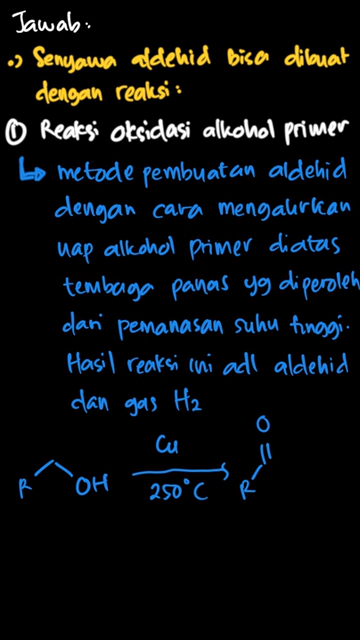 Jawab:
•) Senyawa aldehid bisa dibuat
dengan reaksi:
① Reaksi oksidasi alkohol primer
↳ metode pembuatan aldehid
dengan cara mengalirkan
uap alkohol primer diatas
tembaga panas yg diperoleh
dari pemanasan suhu tinggi.
Hasil reaksi ini adl aldehid
dan gas H2
O
Cu
R OH 250°C R